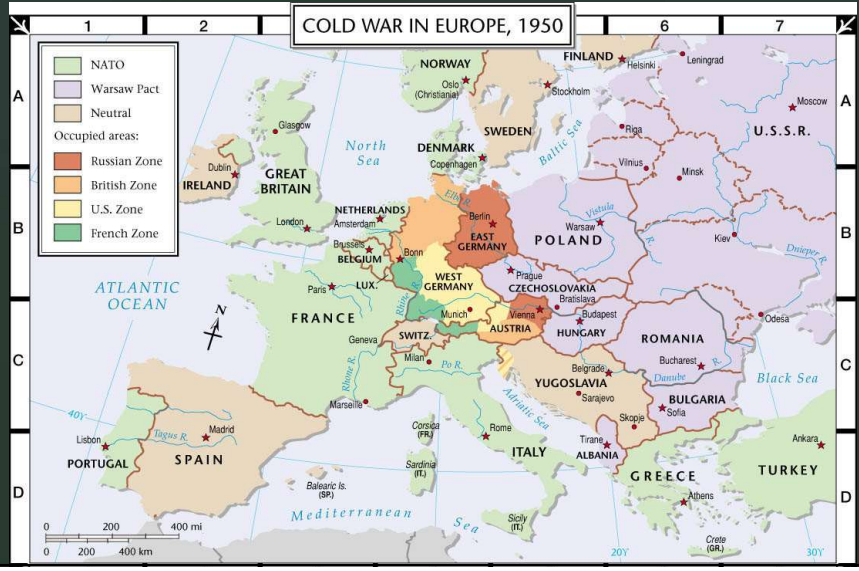 COLD WAR IN EUROPE, 1950
1
2
6
7
A
B
C
D
A
B
C
D
NATO
Warsaw Pact
Neutral
Occupied areas:
Russian Zone
British Zone
U.S. Zone
French Zone
NORWAY
Oslo
(Christiania)
FINLAND
Helsinki
Leningrad
Stockholm
Moscow
U.S.S.R.
SWEDEN
Baltic Sea
Riga
Vilnius
Minsk
Glasgow
North
Sea
DENMARK
Copenhagen
Dublin
IRELAND
GREAT
BRITAIN
London
NETHERLANDS
Amsterdam
Elbe R.
Berlin
EAST
GERMANY
Vistula
R.
Warsaw
POLAND
Kiev
Dnieper R.
Brussels
BELGIUM
Bonn
LUX.
WEST
GERMANY
Prague
CZECHOSLOVAKIA
Bratislava
ATLANTIC
OCEAN
Paris
Rhine R.
Munich
Vienna
Budapest
Odesa
N
FRANCE
AUSTRIA
HUNGARY
ROMANIA
Geneva
SWITZ.
Milan
Po R.
Rhone R.
Belgrade
Bucharest
Danube
R.
Black Sea
YUGOSLAVIA
Sarajevo
BULGARIA
Sofia
Skopje
Adriatic Sea
Marseille
40Y
Corsica
(FR.)
Rome
Tirane
ALBANIA
Ankara
Lisbon
Tagus R.
Madrid
PORTUGAL
SPAIN
ITALY
GREECE
TURKEY
Sardinia
(IT.)
Balearic Is.
(SP.)
Athens
Mediterranean
Sea
Sicily
(IT.)
Crete
(GR.)
0 200 400 mi
0 200 400 km
20Y
30Y